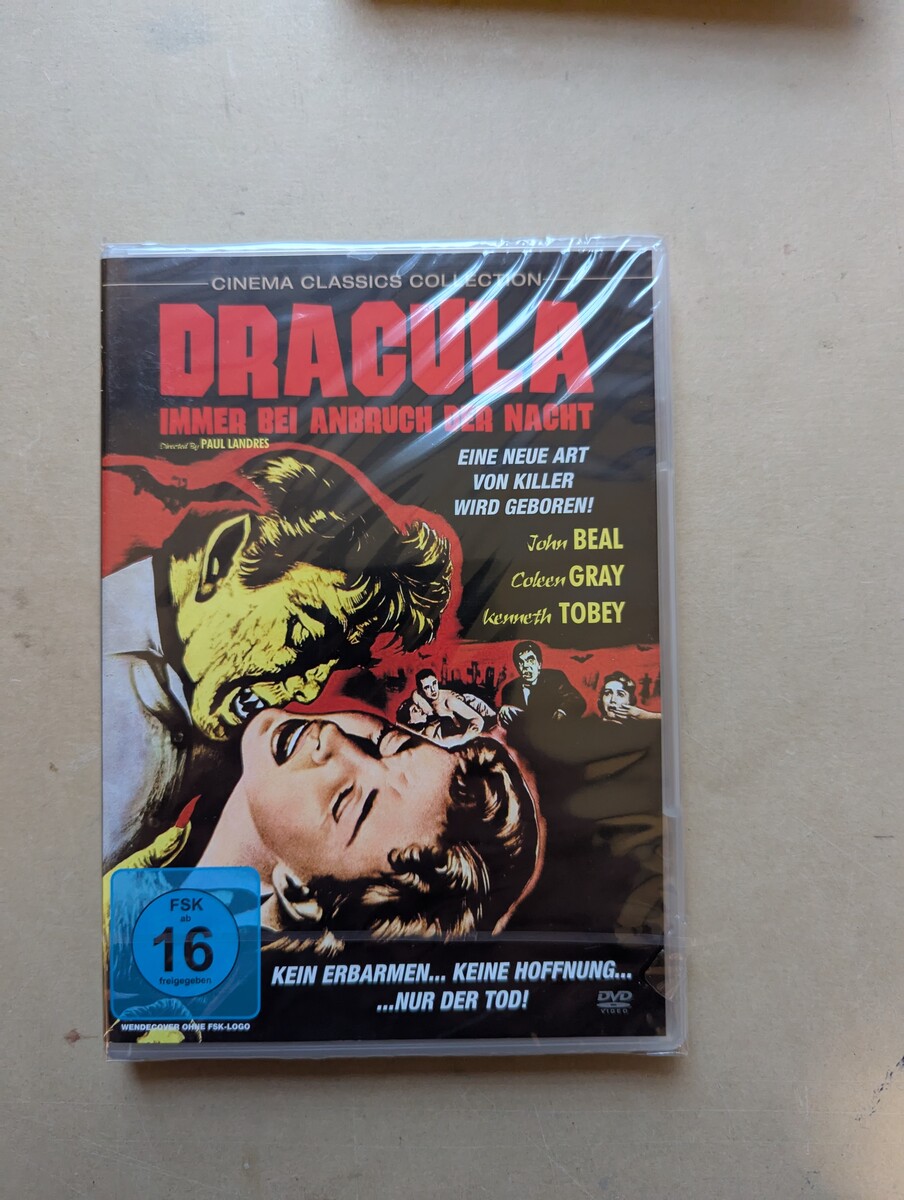 CINEMA CLASSICS COLLECTION
DRACULA
IMMER BEI ANBRUCH DER NACHT
Directed By PAUL LANDRES
EINE NEUE ART
VON KILLER
WIRD GEBOREN!
John BEAL
Coleen GRAY
Kenneth TOBEY
FSK
ab
16
freigegeben
WENDECOVER OHNE FSK-LOGO
KEIN ERBARMEN... KEINE HOFFNUNG...
...NUR DER TOD!
DVD
VIDEO